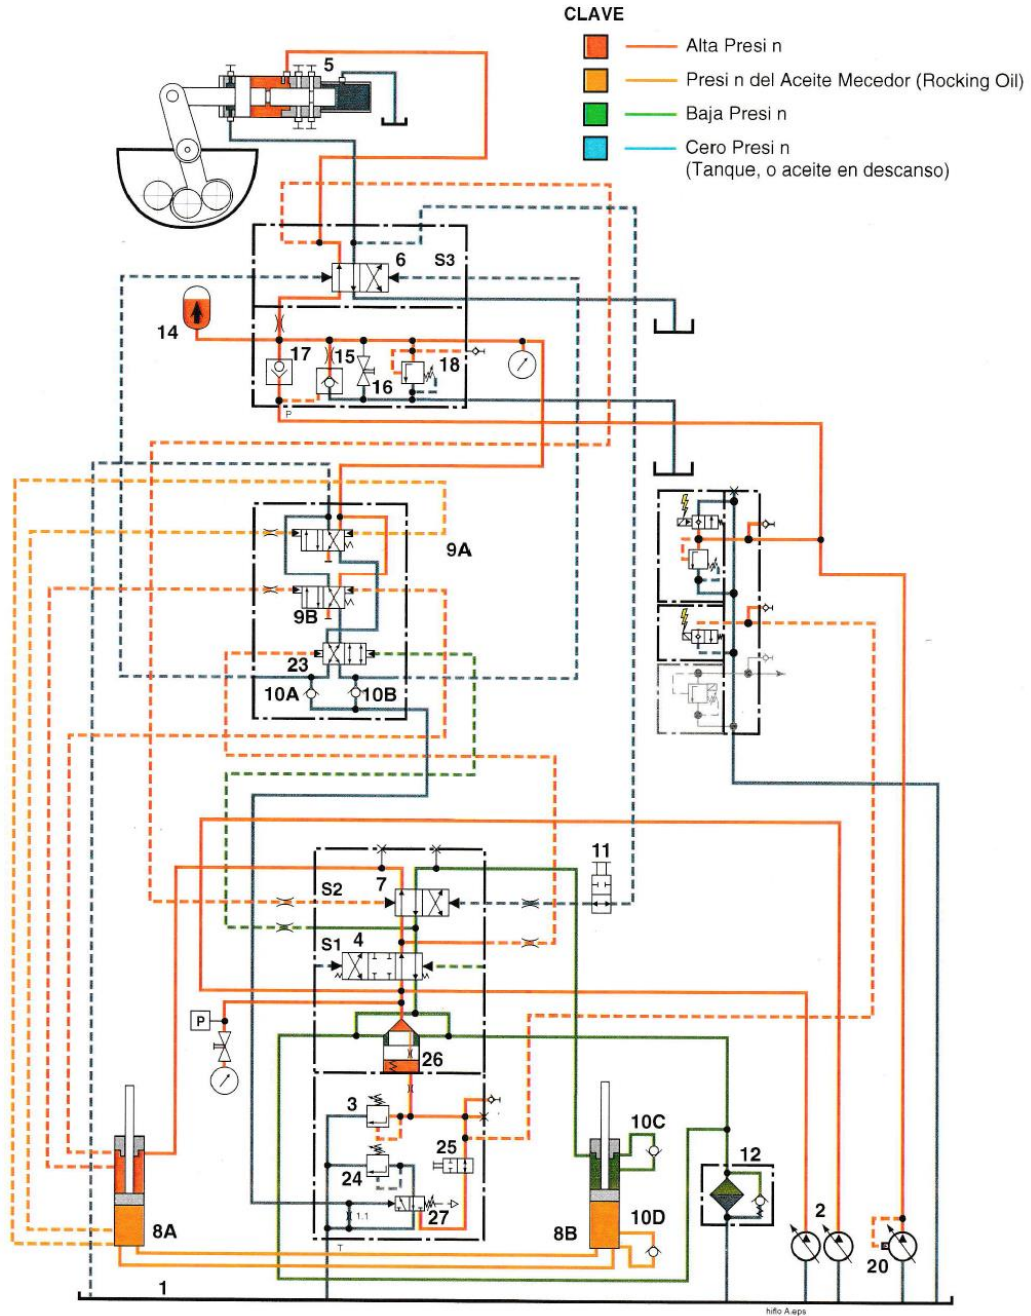 CLAVE
Alta Presi n
Presi n del Aceite Mecedor (Rocking Oil)
Baja Presi n
Cero Presi n
(Tanque, o aceite en descanso)
5
6
S3
14
17
15
16
18
P
9A
9B
23
10A
10B
11
7
S2
S1
4
P
26
3
25
24
27
1.1
T
8A
8B
10C
10D
12
2
20
1
hiflo A.eps